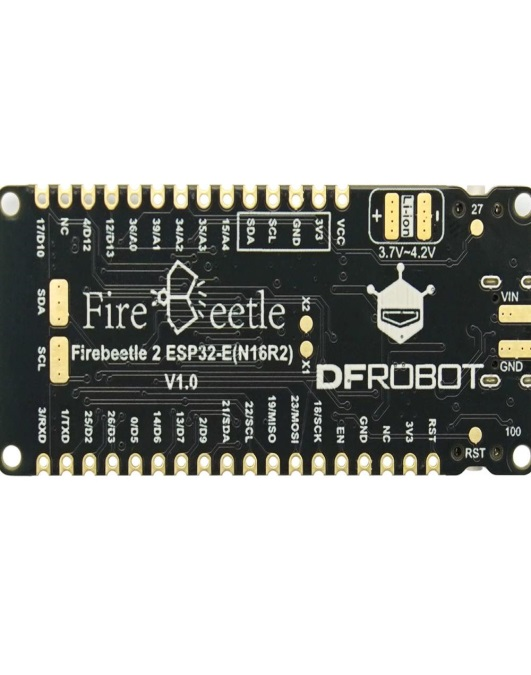 17/D10
NC
4/D12
12/D13
36/A0
39/A1
34/A2
35/A3
15/A4
SDA
SCL
GND
3V3
VCC
+ Li-ion -
3.7V~4.2V
27
SDA
SCL
Fire Beetle
Firebeetle 2 ESP32-E(N16R2)
V1.0
X2
X1
DFROBOT
VIN
GND
3/RXD
1/TXD
25/D2
26/D3
0/D5
14/D6
13/D7
2/D9
21/SDA
22/SCL
19/MISO
23/MOSI
18/SCK
EN
GND
NC
3V3
RST
RST
100